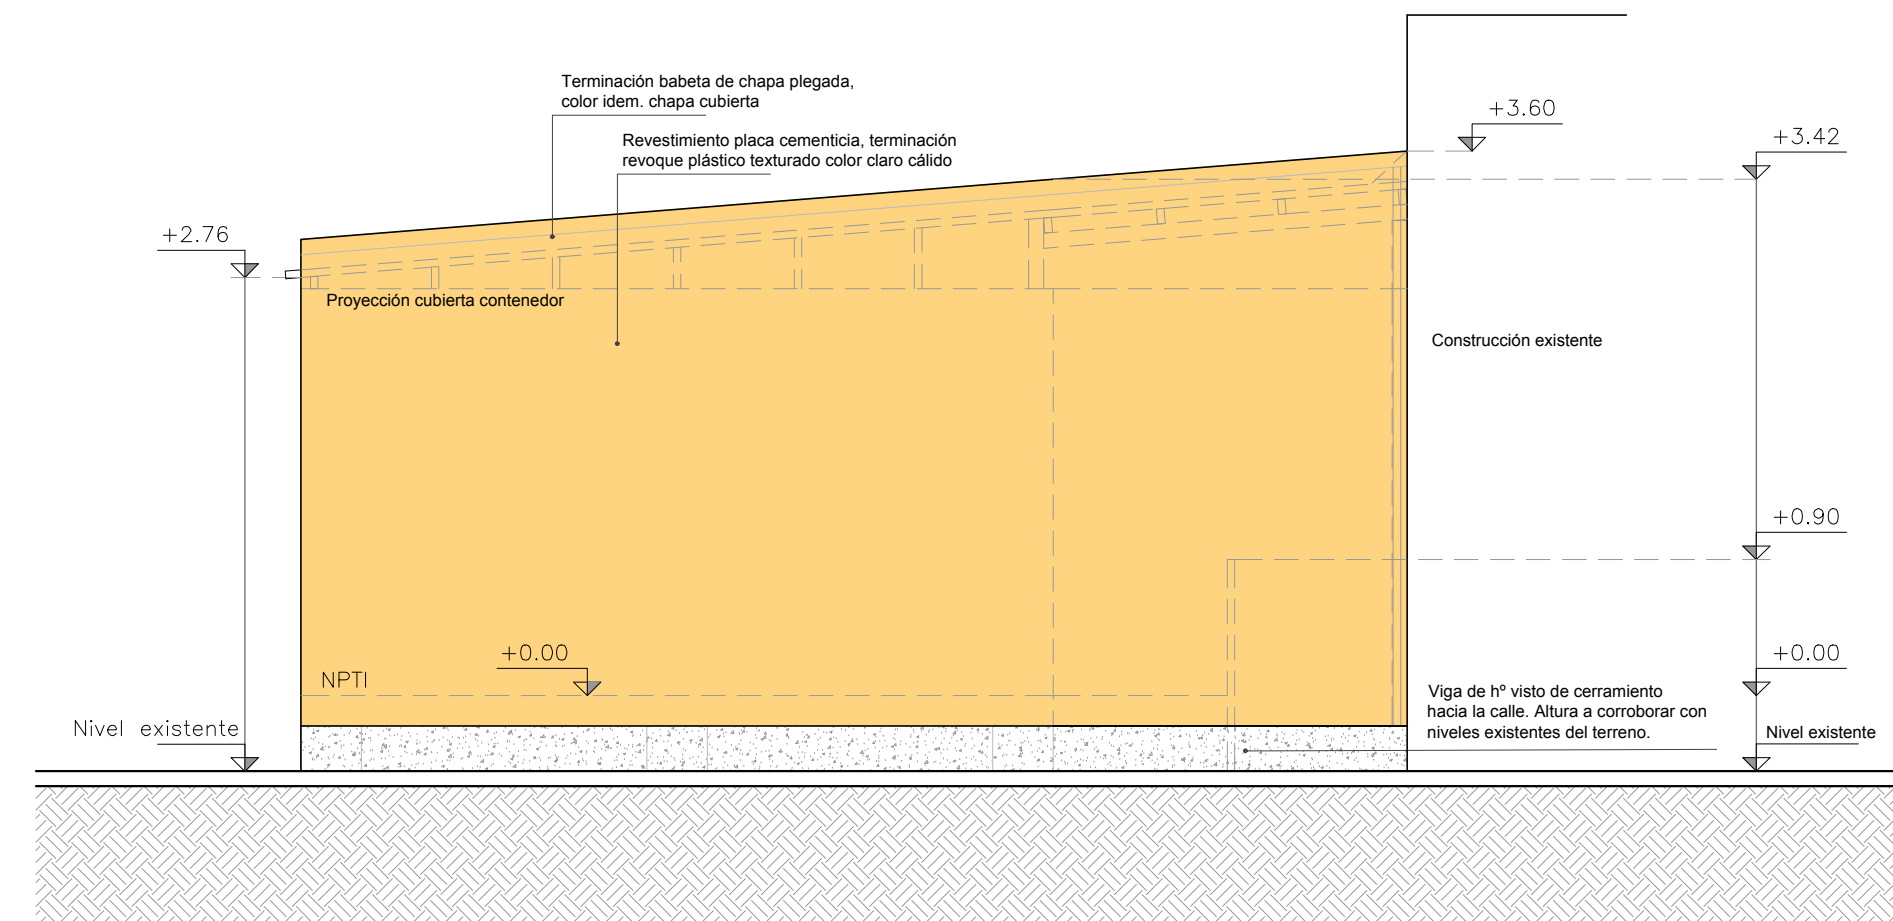 Terminación babeta de chapa plegada,
color idem. chapa cubierta
Revestimiento placa cementicia, terminación
revoque plástico texturado color claro cálido
+3.60
+3.42
+2.76
Proyección cubierta contenedor
Construcción existente
+0.90
+0.00
+0.00
NPTI
Viga de hº visto de cerramiento
hacia la calle. Altura a corroborar con
niveles existentes del terreno.
Nivel existente
Nivel existente